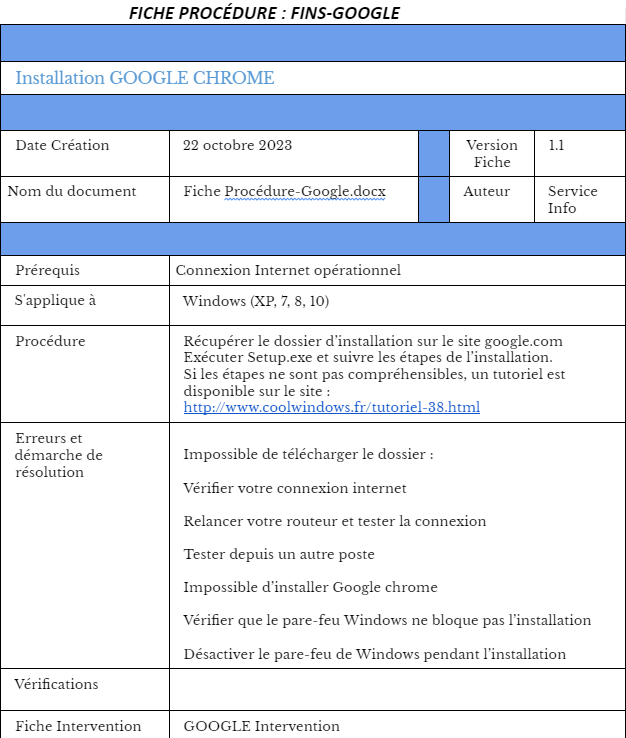 FICHE PROCÉDURE : FINS-GOOGLE
Installation GOOGLE CHROME
Date Création
22 octobre 2023
Version
Fiche
1.1
Nom du document
Fiche Procédure-Google.docx
Auteur
Service
Info
Prérequis
Connexion Internet opérationnel
S'applique à
Windows (XP, 7, 8, 10)
Procédure
Récupérer le dossier d’installation sur le site google.com
Exécuter Setup.exe et suivre les étapes de l’installation.
Si les étapes ne sont pas compréhensibles, un tutoriel est
disponible sur le site :
http://www.coolwindows.fr/tutoriel-38.html
Erreurs et
démarche de
résolution
Impossible de télécharger le dossier :
Vérifier votre connexion internet
Relancer votre routeur et tester la connexion
Tester depuis un autre poste
Impossible d’installer Google chrome
Vérifier que le pare-feu Windows ne bloque pas l’installation
Désactiver le pare-feu de Windows pendant l’installation
Vérifications
Fiche Intervention
GOOGLE Intervention